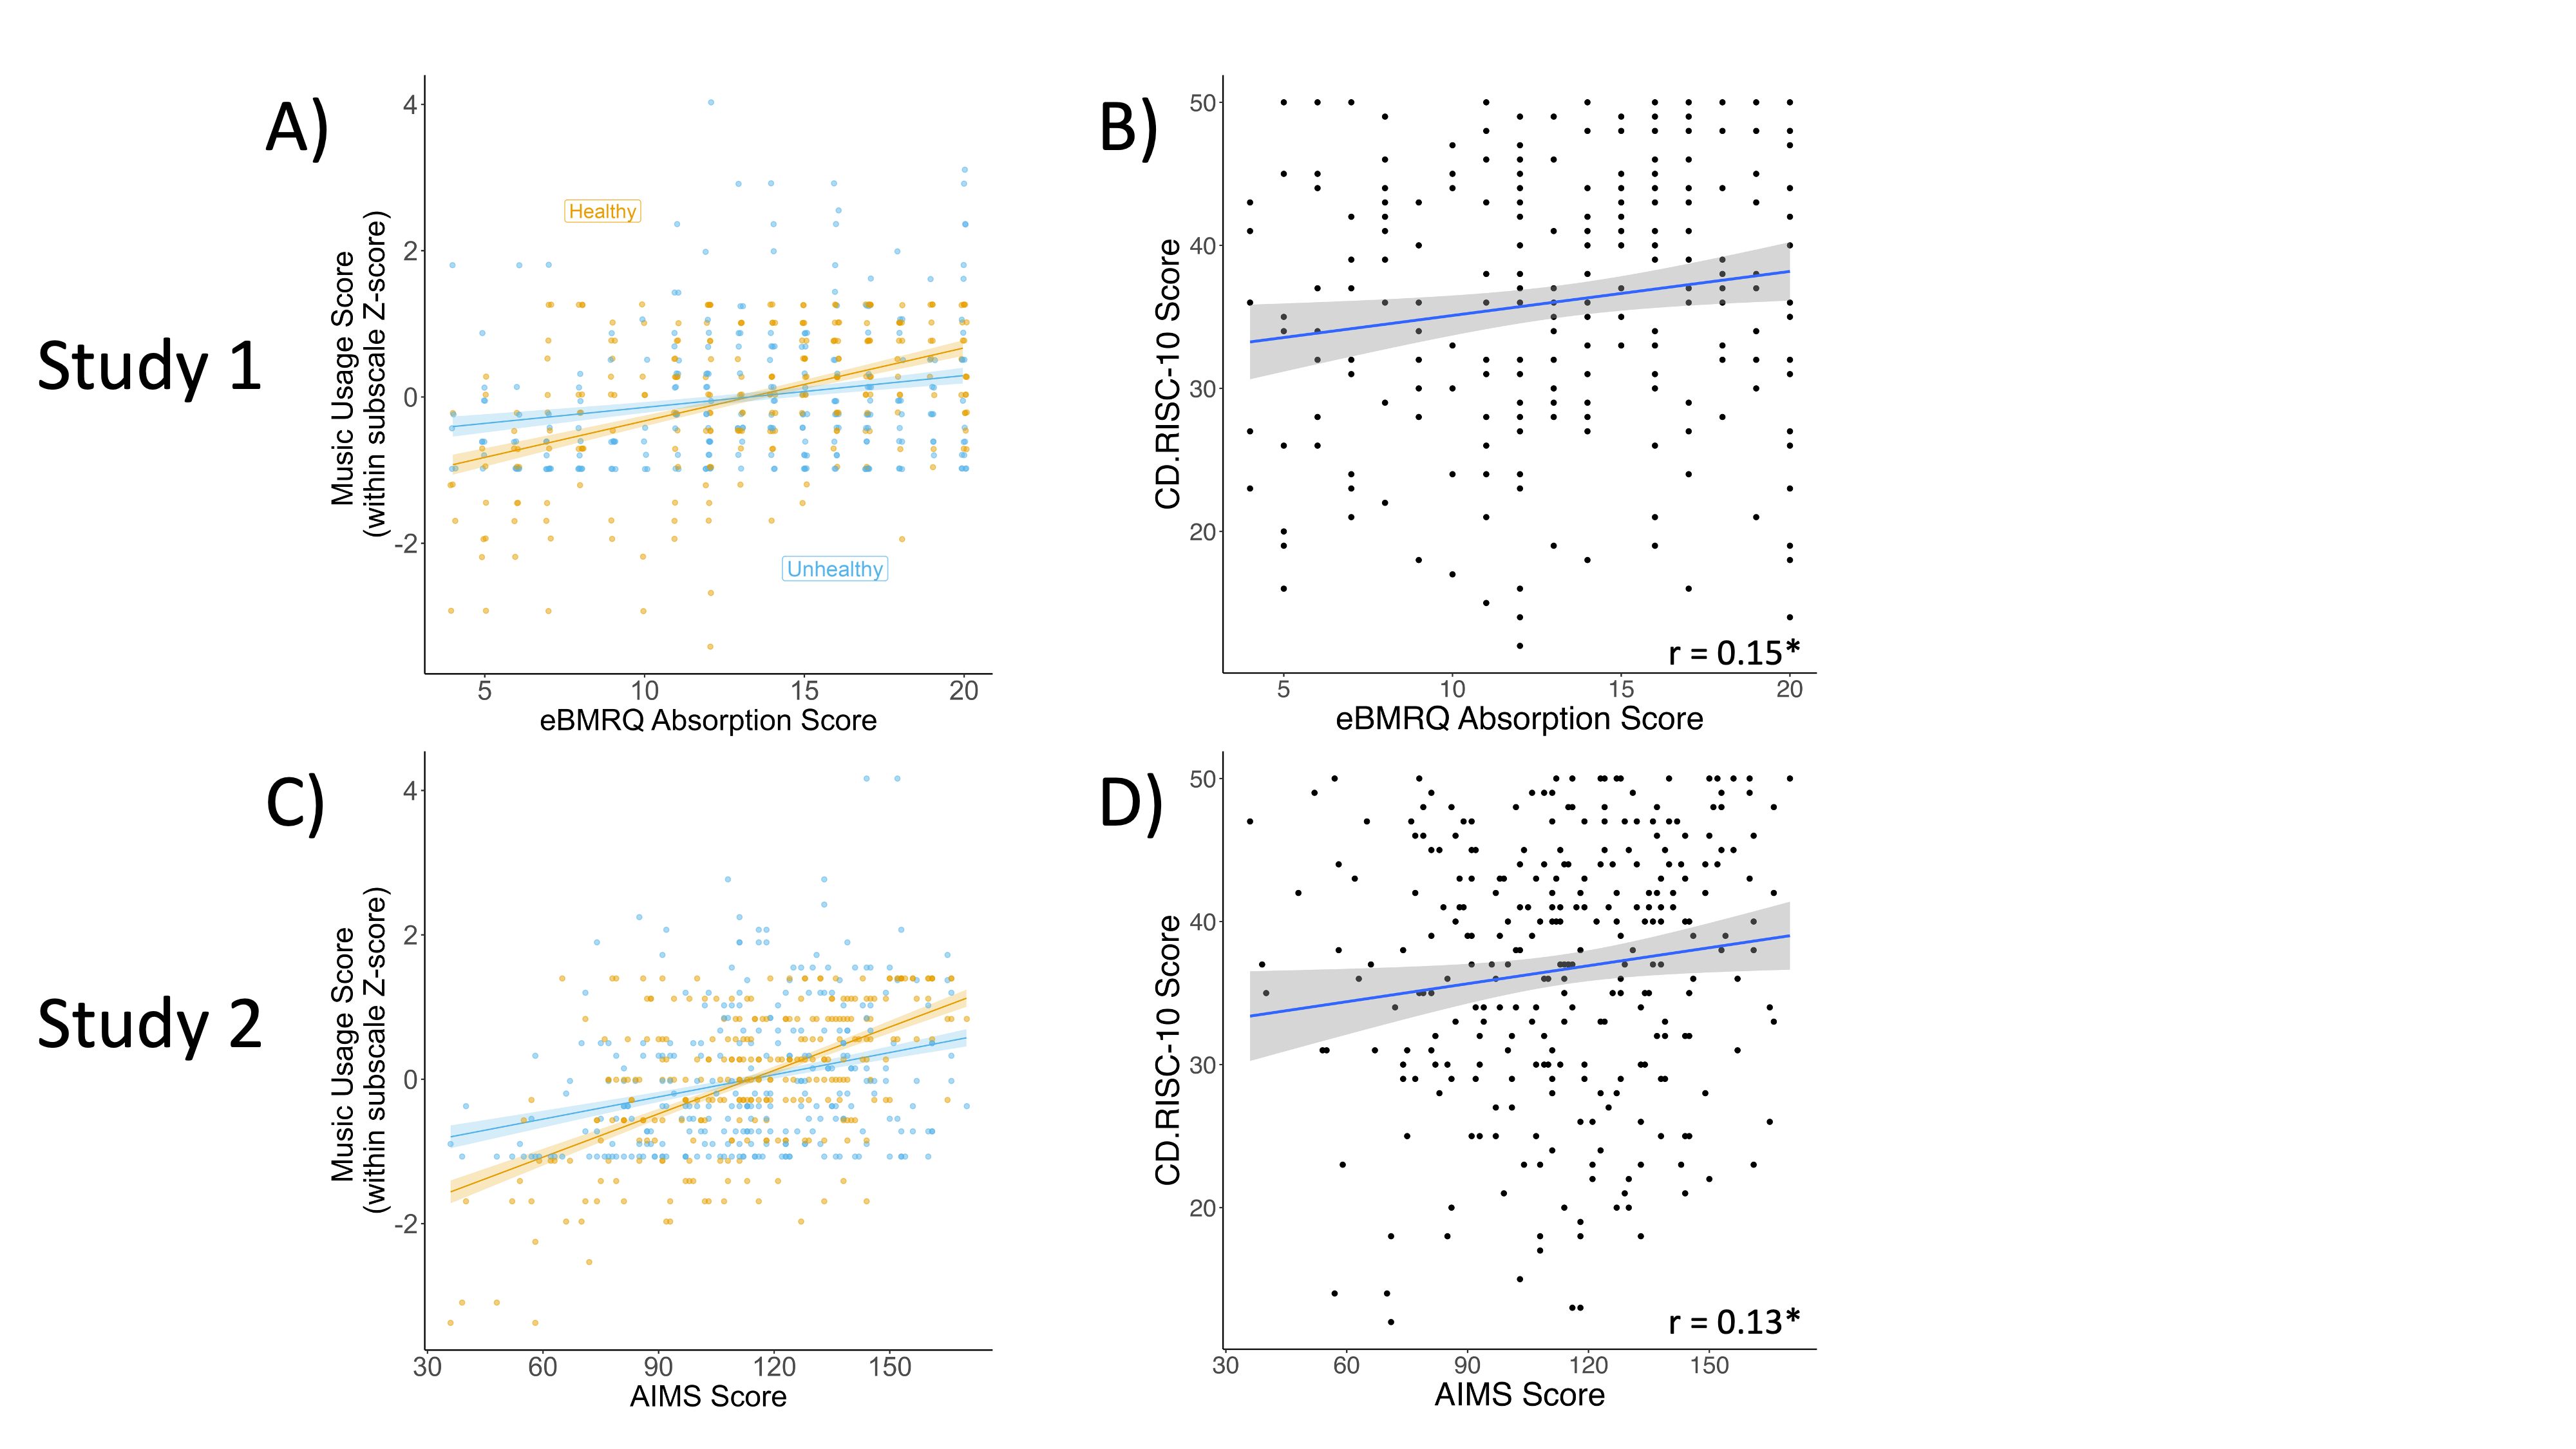 A)
B)
Study 1
Music Usage Score
(within subscale Z-score)
4
2
0
-2
Healthy
Unhealthy
5
10
15
20
eBMRQ Absorption Score
CD.RISC-10 Score
50
40
30
20
r = 0.15*
5
10
15
20
eBMRQ Absorption Score
C)
D)
Study 2
Music Usage Score
(within subscale Z-score)
4
2
0
-2
30
60
90
120
150
AIMS Score
CD.RISC-10 Score
50
40
30
20
r = 0.13*
30
60
90
120
150
AIMS Score